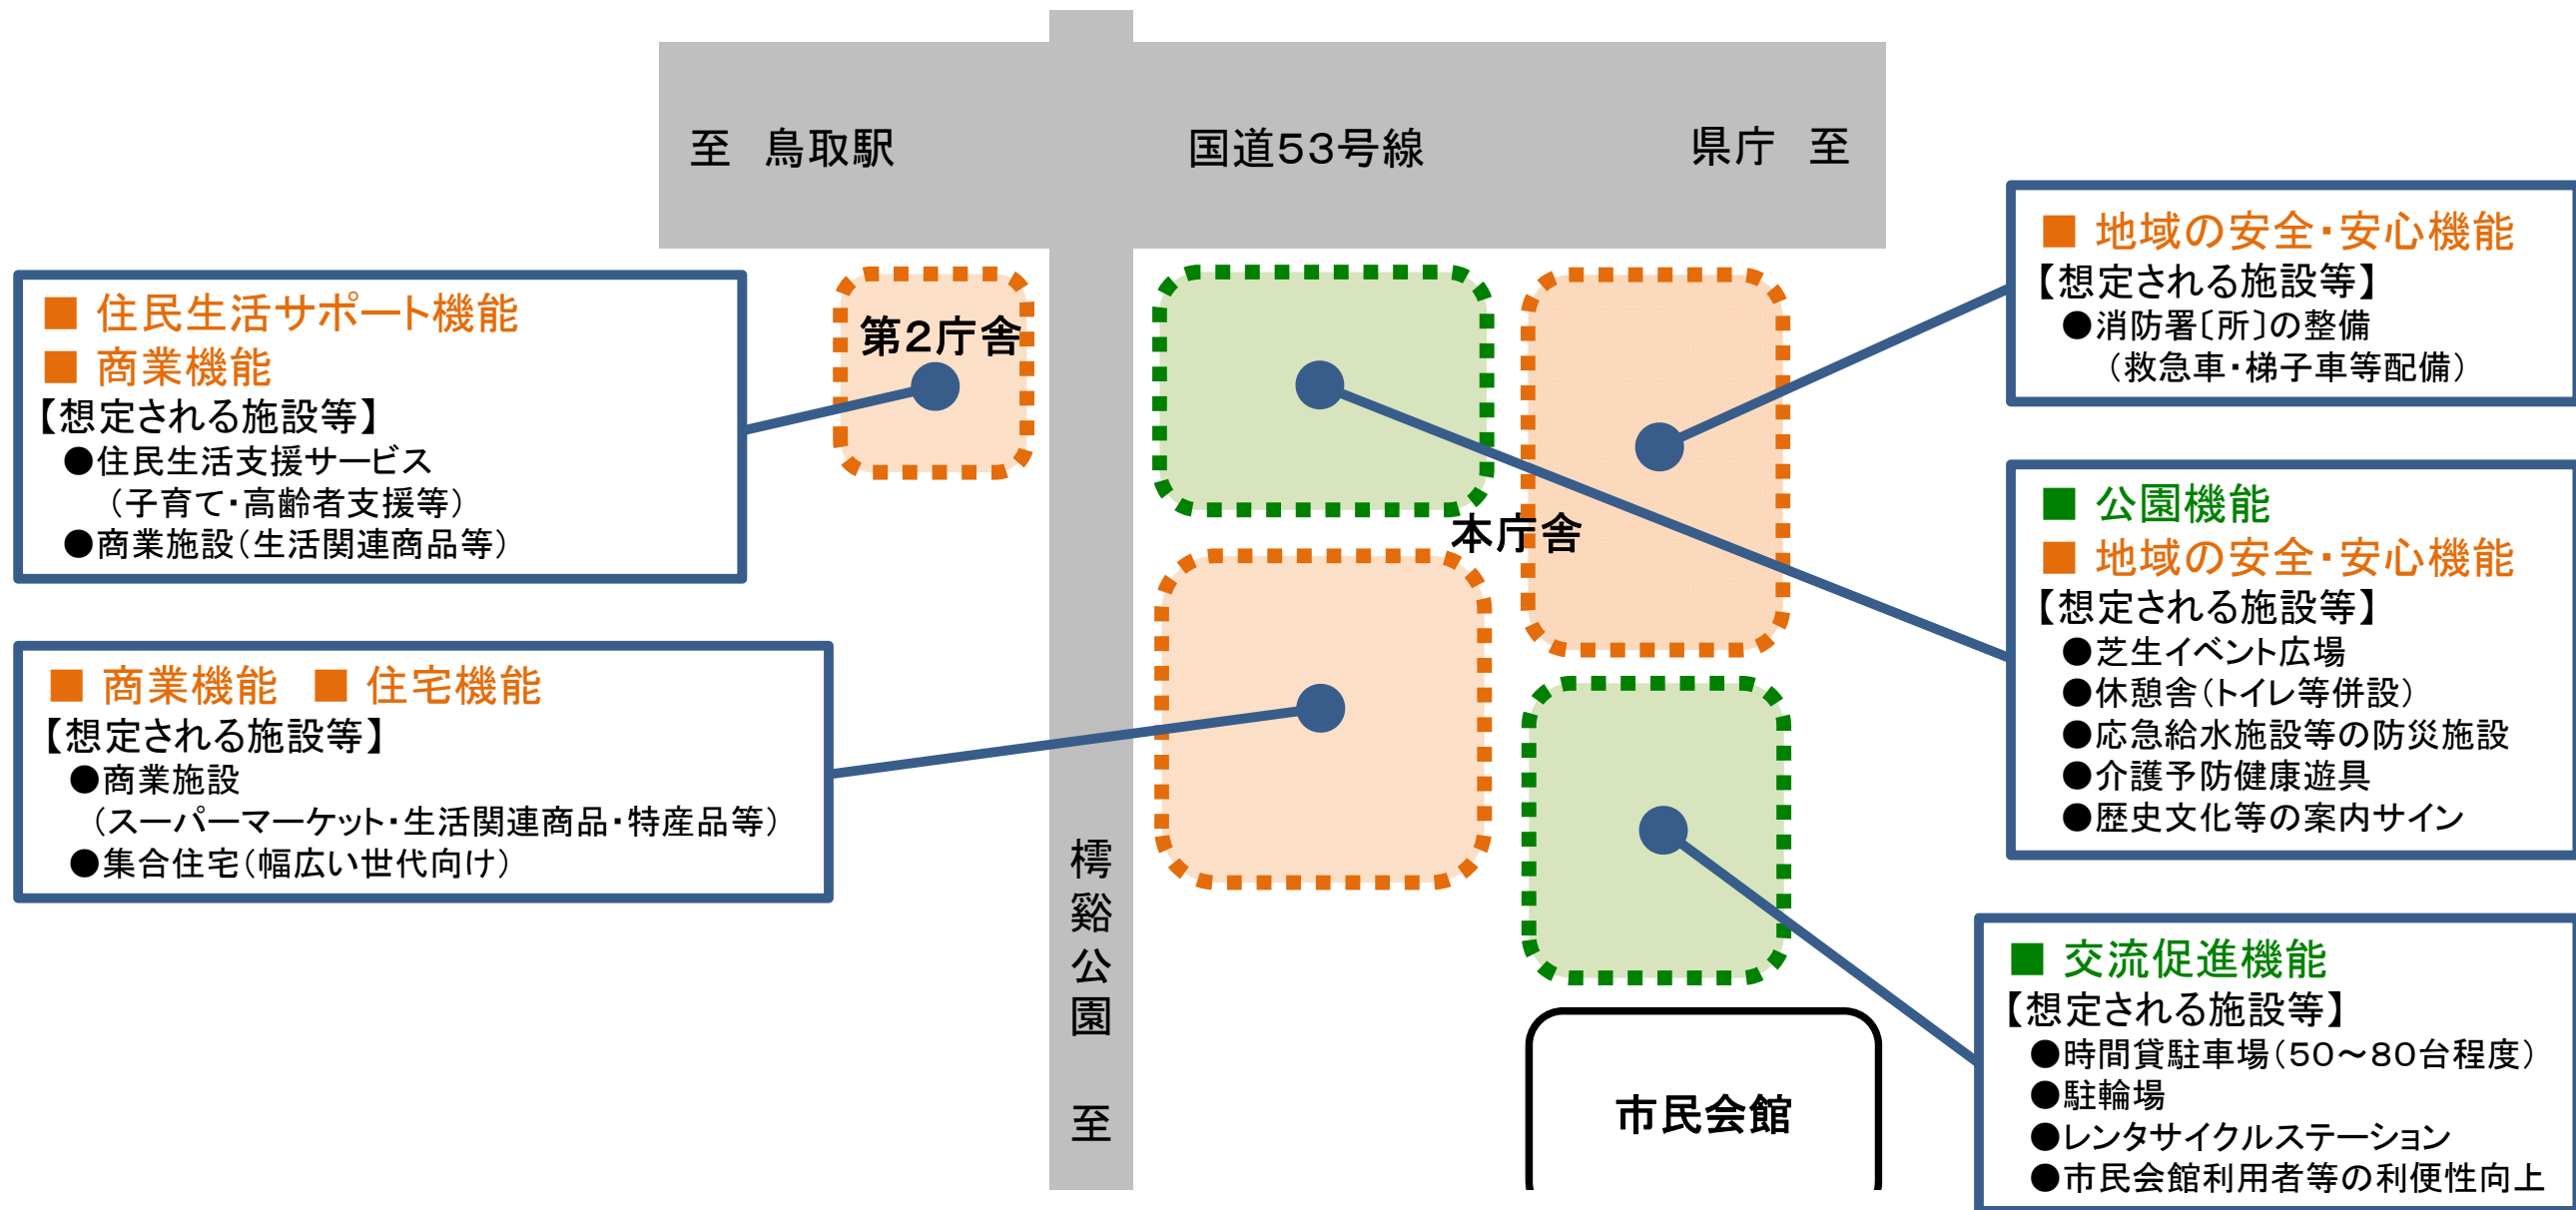 至　鳥取駅
国道53号線
県庁　至
■ 住民生活サポート機能
■ 商業機能
【想定される施設等】
●住民生活支援サービス
（子育て・高齢者支援等）
●商業施設（生活関連商品等）
■ 商業機能　■ 住宅機能
【想定される施設等】
●商業施設
（スーパーマーケット・生活関連商品・特産品等）
●集合住宅（幅広い世代向け）
第2庁舎
本庁舎
樗谿公園　至
市民会館
■ 地域の安全・安心機能
【想定される施設等】
●消防署〔所〕の整備
（救急車・梯子車等配備）
■ 公園機能
■ 地域の安全・安心機能
【想定される施設等】
●芝生イベント広場
●休憩舎（トイレ等併設）
●応急給水施設等の防災施設
●介護予防健康遊具
●歴史文化等の案内サイン
■ 交流促進機能
【想定される施設等】
●時間貸駐車場（50～80台程度）
●駐輪場
●レンタサイクルステーション
●市民会館利用者等の利便性向上